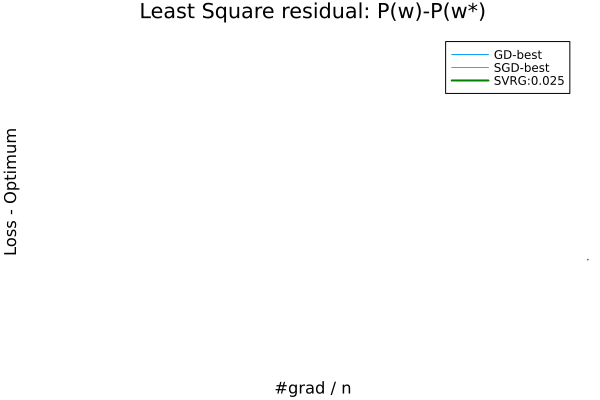 Least Square residual: P(w)-P(w*)
GD-best
SGD-best
SVRG:0.025
Loss - Optimum
#grad / n